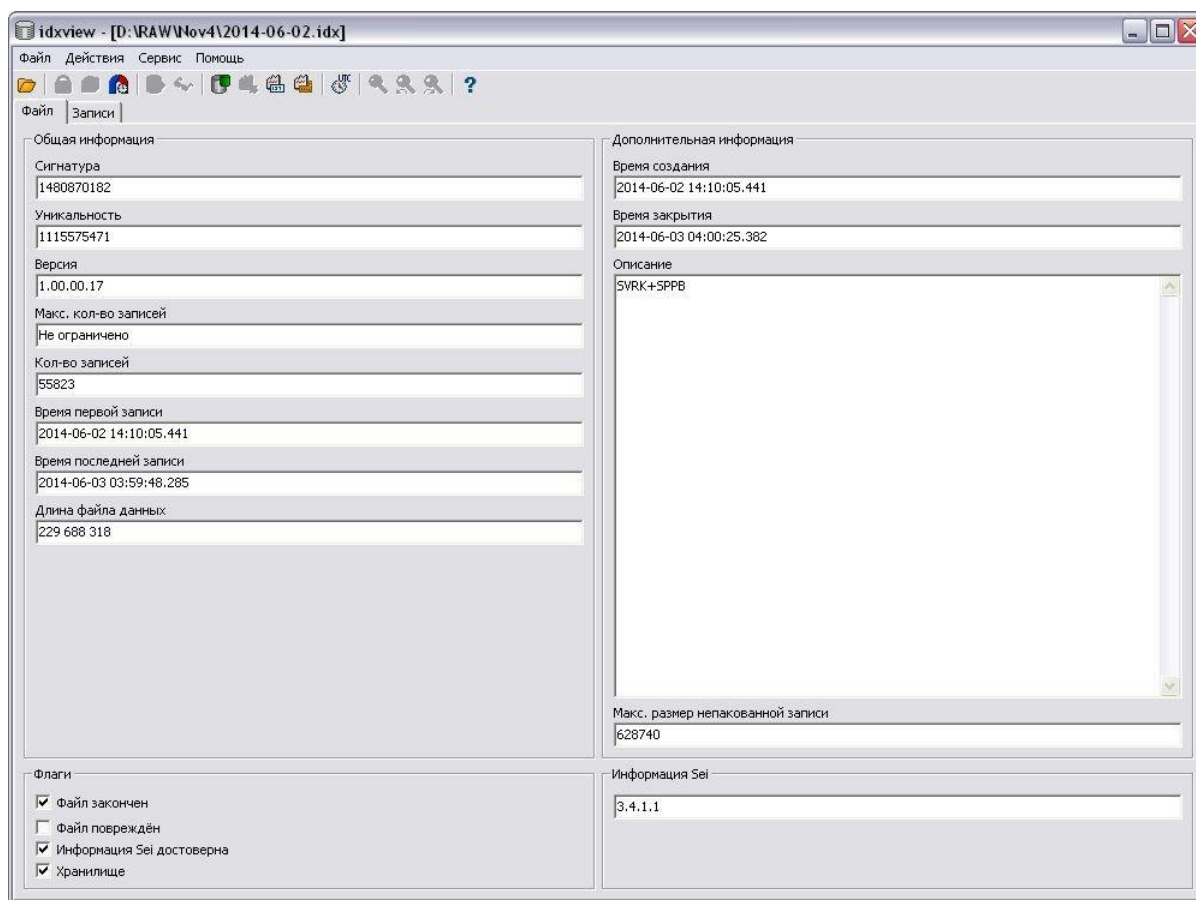 idxview - [D:\RAW\Nov4\2014-06-02.idx]
Файл Действия Сервис Помощь
UTC
?
Файл Записи
Общая информация
Сигнатура
1480870182
Уникальность
1115575471
Версия
1.00.00.17
Макс. кол-во записей
Не ограничено
Кол-во записей
55823
Время первой записи
2014-06-02 14:10:05.441
Время последней записи
2014-06-03 03:59:48.285
Длина файла данных
229 688 318
Дополнительная информация
Время создания
2014-06-02 14:10:05.441
Время закрытия
2014-06-03 04:00:25.382
Описание
SVRK+SPPB
Макс. размер непакованной записи
628740
Флаги
Файл закончен
Файл повреждён
Информация Sei достоверна
Хранилище
Информация Sei
3.4.1.1